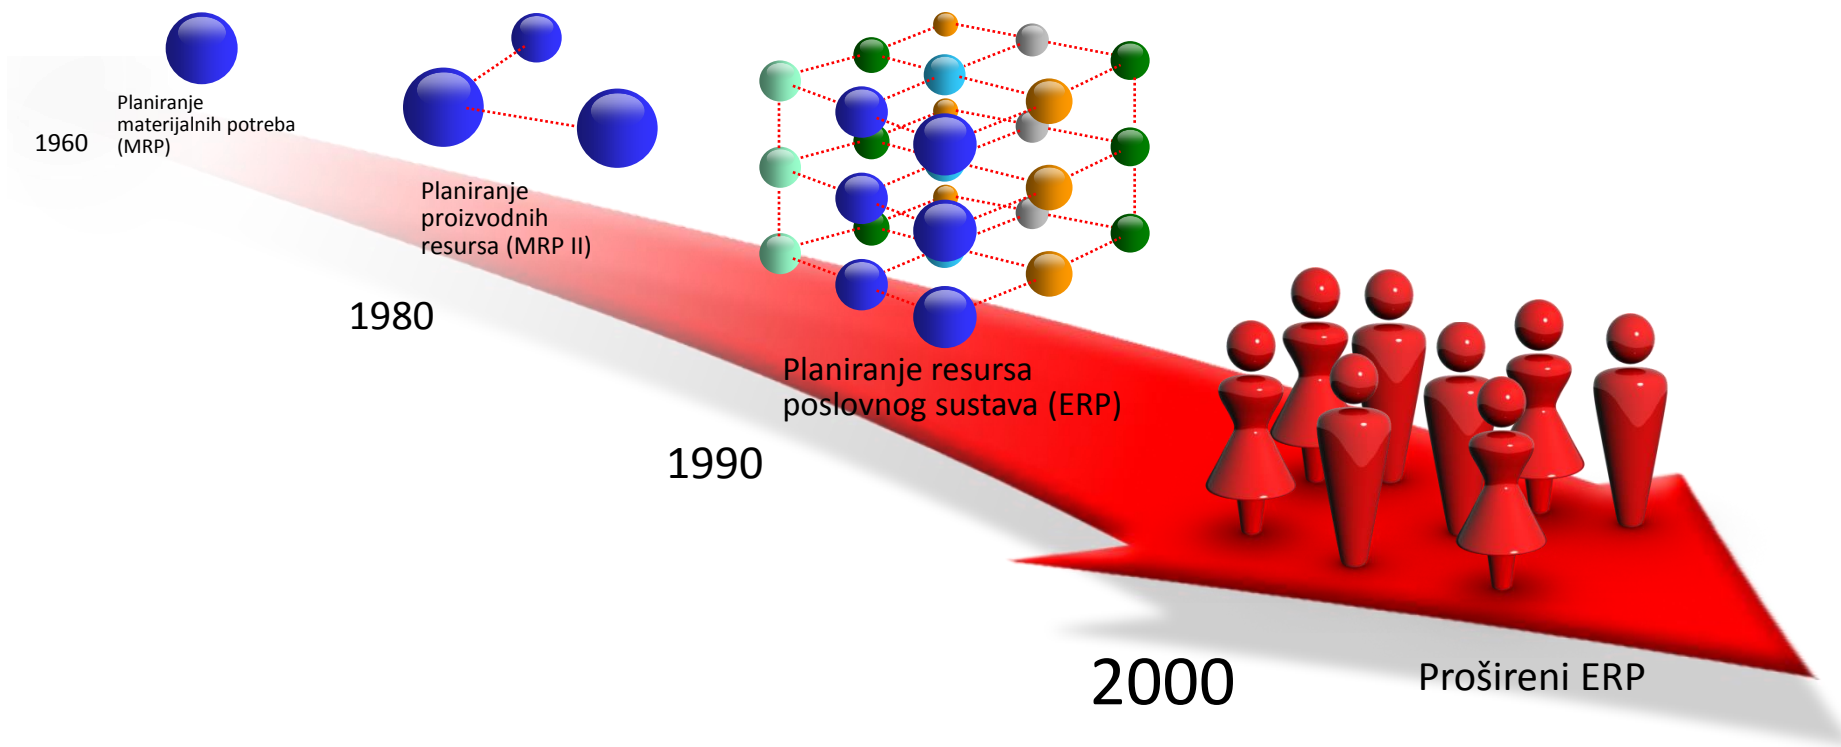 1960
Planiranje
materijalnih potreba
(MRP)
Planiranje
proizvodnih
resursa (MRP II)
1980
Planiranje resursa
poslovnog sustava (ERP)
1990
2000
Prošireni ERP